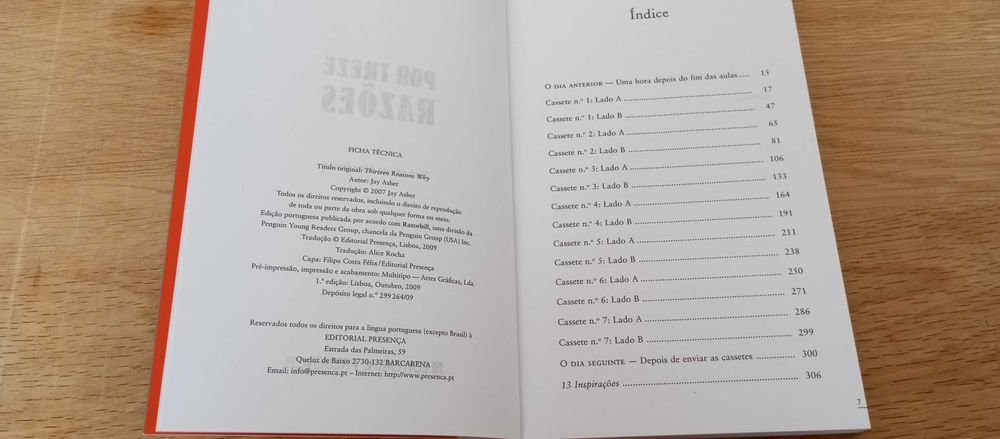 POR TREZE
RAZÕES
FICHA TÉCNICA
Título original: Thirteen Reasons Why
Autor: Jay Asher
Copyright © 2007 Jay Asher
Todos os direitos reservados, incluindo o direito de reprodução
de toda ou parte da obra sob qualquer forma ou meio.
Edição portuguesa publicada por acordo com Razorbill, uma divisão da
Penguin Young Readers Group, chancela da Penguin Group (USA) Inc.
Tradução © Editorial Presença, Lisboa, 2009
Tradução: Alice Rocha
Capa: Filipa Costa Félix/Editorial Presença
Pré-impressão, impressão e acabamento: Multitipo — Artes Gráficas, Lda.
1.ª edição: Lisboa, Outubro, 2009
Depósito legal n.º 299 264/09
Reservados todos os direitos para a língua portuguesa (excepto Brasil) à
EDITORIAL PRESENÇA
Estrada das Palmeiras, 59
Queluz de Baixo 2730-132 BARCARENA
Email: info@presenca.pt – Internet: http://www.presenca.pt
Índice
O DIA ANTERIOR — Uma hora depois do fim das aulas..... 15
Cassete n.º 1: Lado A ..... 17
Cassete n.º 1: Lado B ..... 47
Cassete n.º 2: Lado A ..... 65
Cassete n.º 2: Lado B ..... 81
Cassete n.º 3: Lado A ..... 106
Cassete n.º 3: Lado B ..... 133
Cassete n.º 4: Lado A ..... 164
Cassete n.º 4: Lado B ..... 191
Cassete n.º 5: Lado A ..... 211
Cassete n.º 5: Lado B ..... 238
Cassete n.º 6: Lado A ..... 250
Cassete n.º 6: Lado B ..... 271
Cassete n.º 7: Lado A ..... 286
Cassete n.º 7: Lado B ..... 299
O DIA SEGUINTE — Depois de enviar as cassetes ..... 300
13 Inspirações ..... 306
7